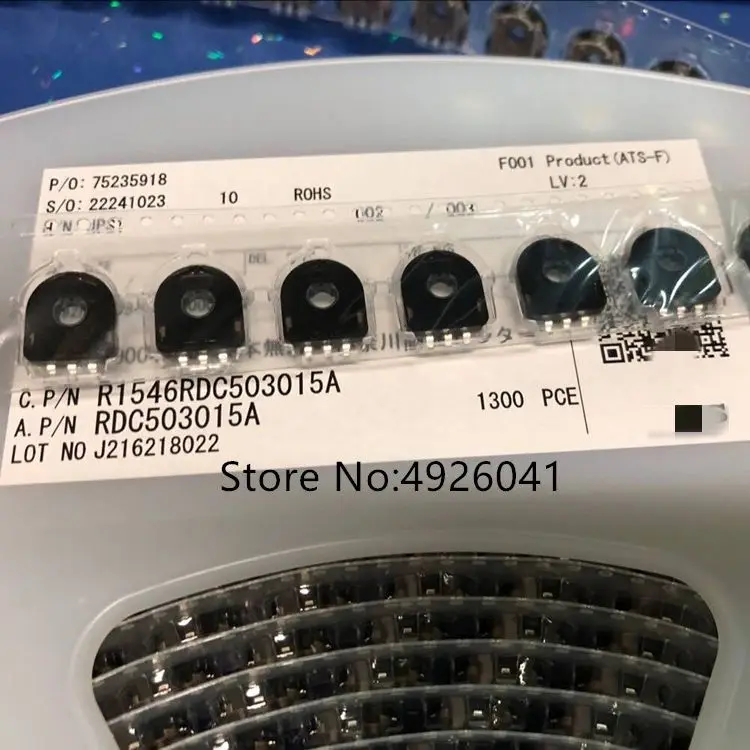 P/O: 75235918
F001 Product(ATS-F)
S/O: 22241023 10 ROHS LV:2
002 / 003
DEL
C.P/N R1546RDC503015A
A.P/N RDC503015A 1300 PCE
LOT NO J216218022
Store No:4926041